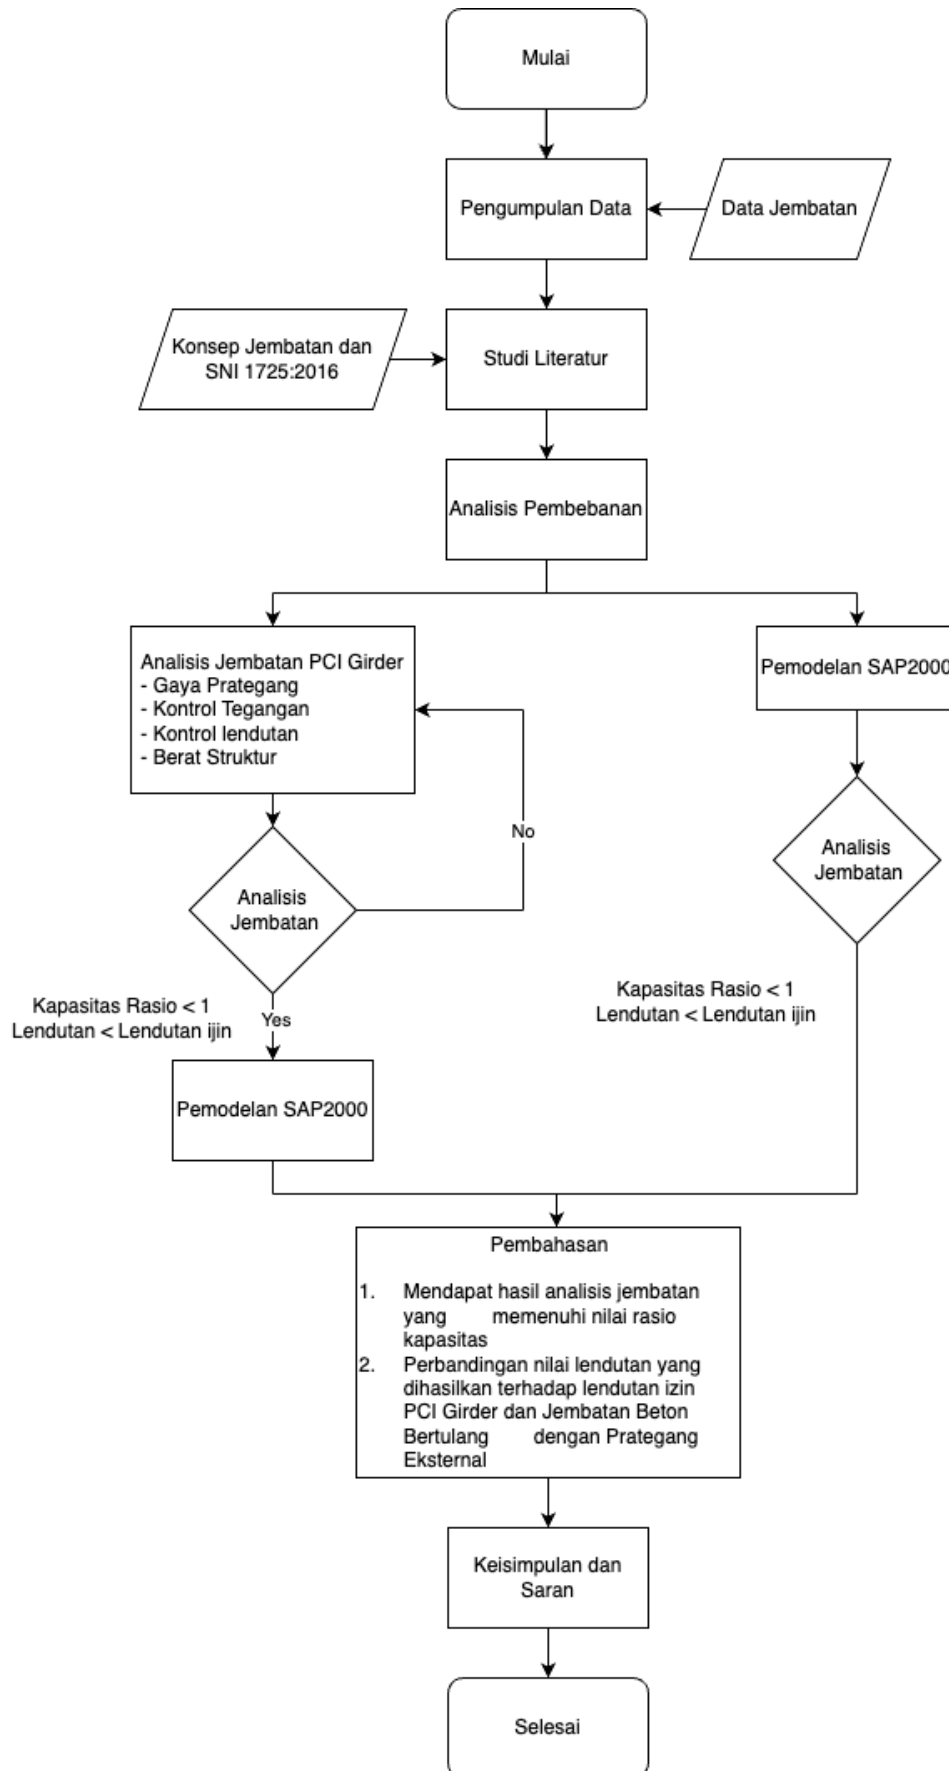 Mulai
Pengumpulan Data
Data Jembatan
Konsep Jembatan dan
SNI 1725:2016
Studi Literatur
Analisis Pembebanan
Analisis Jembatan PCI Girder
- Gaya Prategang
- Kontrol Tegangan
- Kontrol lendutan
- Berat Struktur
Pemodelan SAP2000
No
Analisis
Jembatan
Analisis
Jembatan
Kapasitas Rasio < 1
Lendutan < Lendutan ijin
Yes
Kapasitas Rasio < 1
Lendutan < Lendutan ijin
Pemodelan SAP2000
Pembahasan
1. Mendapat hasil analisis jembatan
yang memenuhi nilai rasio
kapasitas
2. Perbandingan nilai lendutan yang
dihasilkan terhadap lendutan izin
PCI Girder dan Jembatan Beton
Bertulang dengan Prategang
Eksternal
Keisimpulan dan
Saran
Selesai